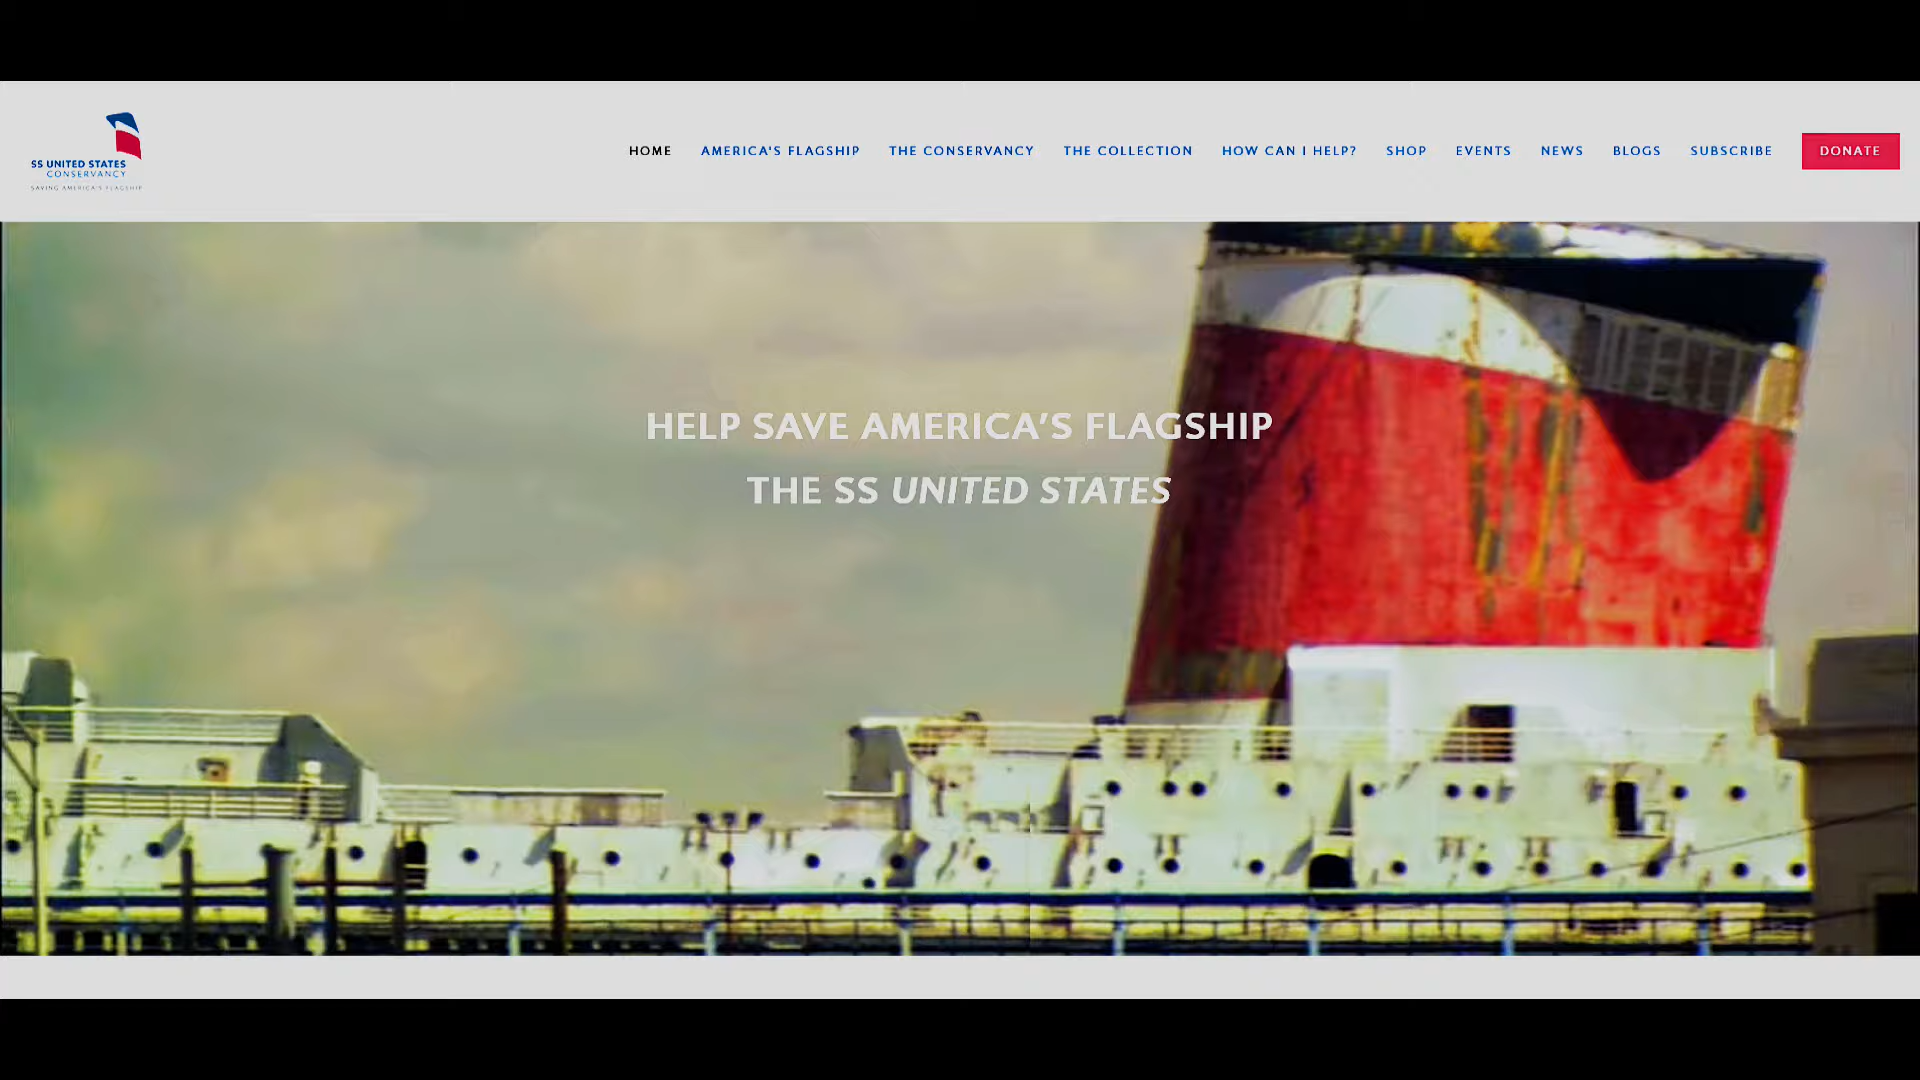 SS UNITED STATES
CONSERVANCY
SAVING AMERICA'S FLAGSHIP
HOME AMERICA'S FLAGSHIP THE CONSERVANCY THE COLLECTION HOW CAN I HELP? SHOP EVENTS NEWS BLOGS SUBSCRIBE DONATE
HELP SAVE AMERICA’S FLAGSHIP
THE SS UNITED STATES